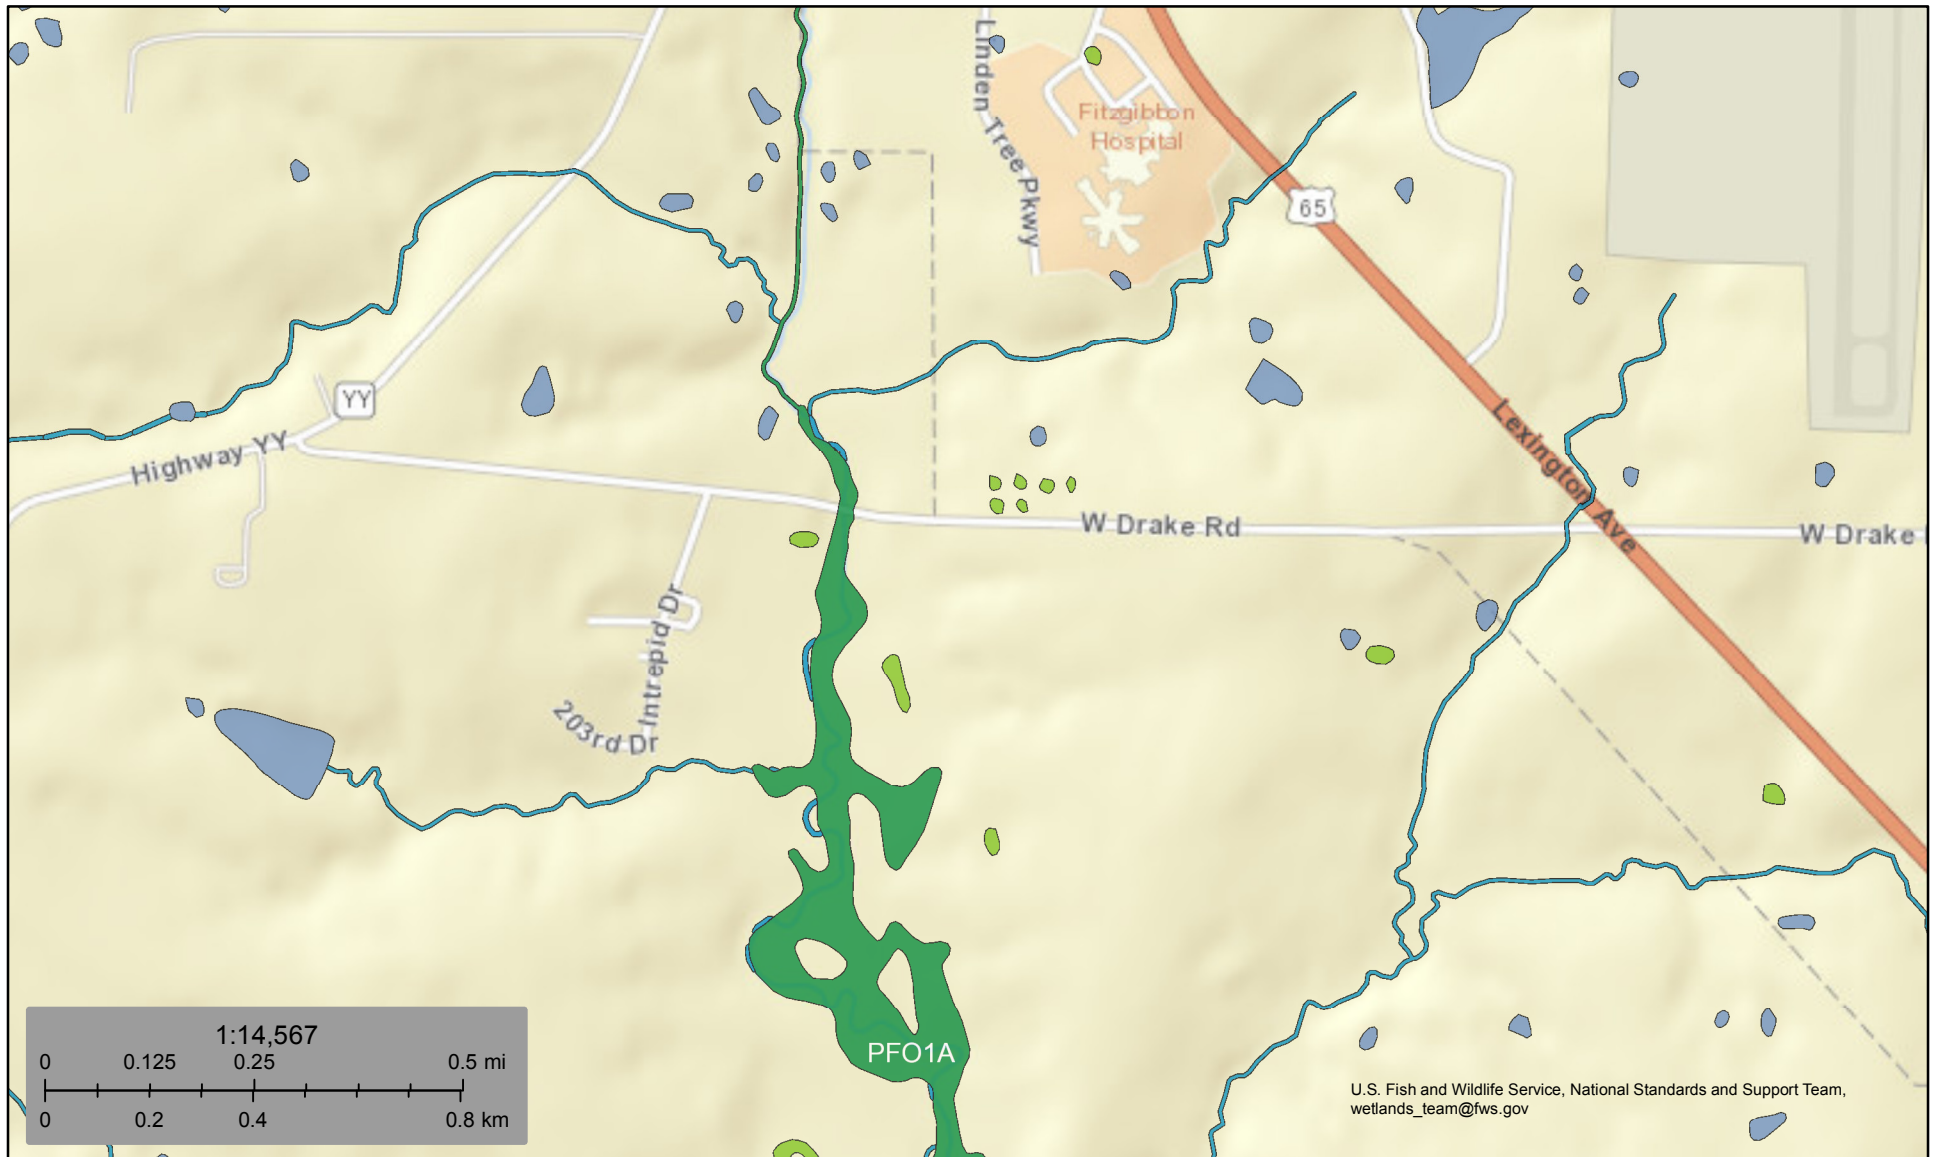 Linden Tree Pkwy
Fitzgibbon
Hospital
65
YY
Highway YY
Lexington Ave
W Drake Rd
W Drake
Intrepid Dr
203rd Dr
PFO1A
1:14,567
0 0.125 0.25 0.5 mi
0 0.2 0.4 0.8 km
U.S. Fish and Wildlife Service, National Standards and Support Team,
wetlands_team@fws.gov